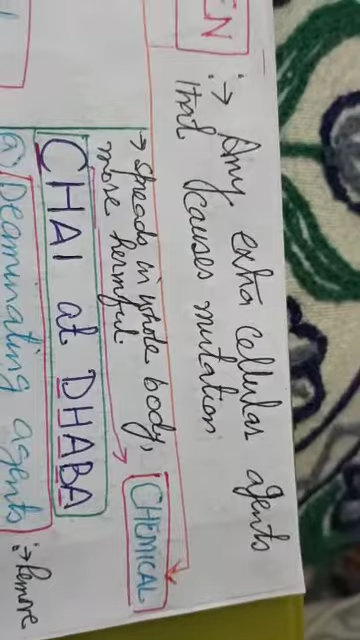 EN
:→ Any extra cellular agents
that causes mutation
CHEMICAL
→ spreads in whole body,
more harmful
CHAI at DHABA
a) Deaminating agents :→ Remove